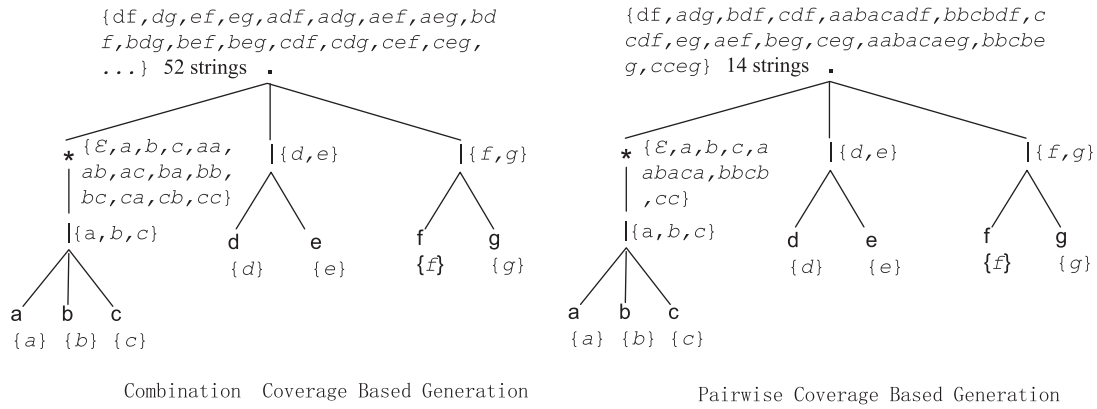 {df,dg,ef,eg,adf,adg,aef,aeg,bd
f,bdg,bef,beg,cdf,cdg,cef,ceg,
...} 52 strings
.
* {Ɛ,a,b,c,aa,
ab,ac,ba,bb,
bc,ca,cb,cc}
|{d,e}
|{f,g}
|{a,b,c}
d
e
f
g
{d}
{e}
{f}
{g}
a
b
c
{a}
{b}
{c}
Combination Coverage Based Generation
{df,adg,bdf,cdf,aabacadf,bbcbdf,c
cdf,eg,aef,beg,ceg,aabacaeg,bbcbe
g,cceg} 14 strings
.
* {Ɛ,a,b,c,a
abaca,bbcb
,cc}
|{d,e}
|{f,g}
|{a,b,c}
d
e
f
g
{d}
{e}
{f}
{g}
a
b
c
{a}
{b}
{c}
Pairwise Coverage Based Generation